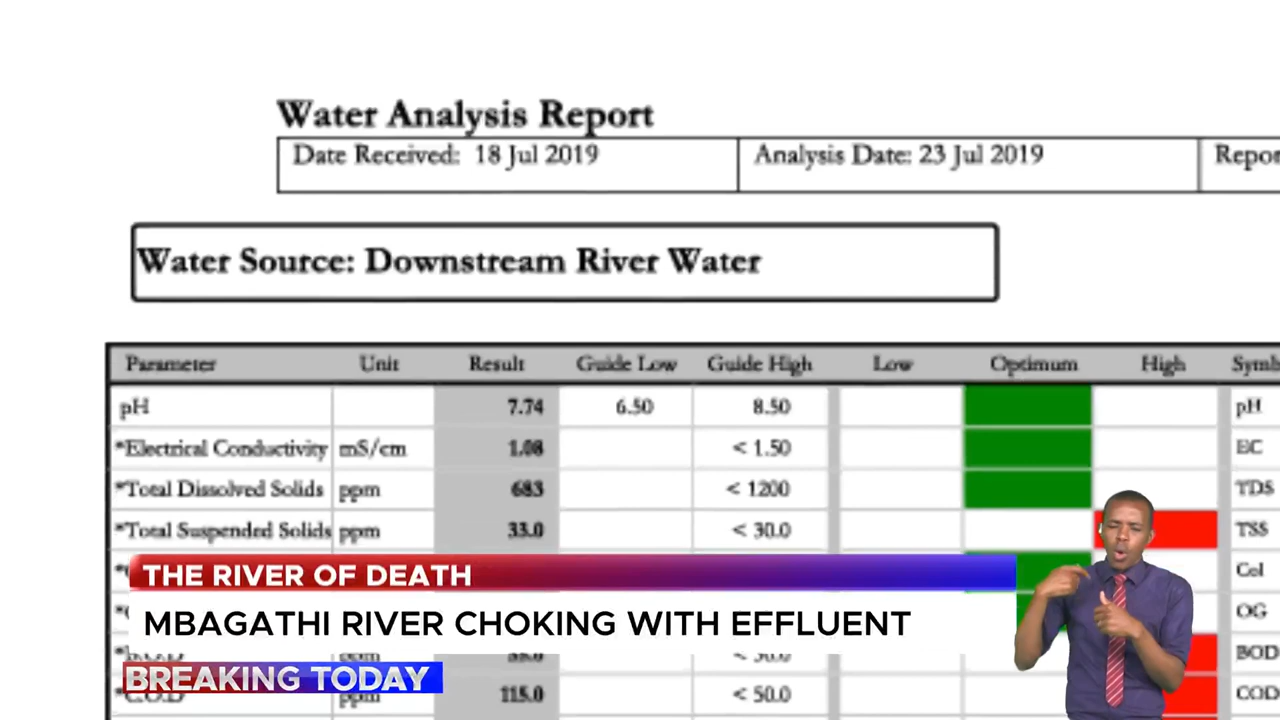 Water Analysis Report
Date Received: 18 Jul 2019 Analysis Date: 23 Jul 2019
Water Source: Downstream River Water
Parameter Unit Result Guide Low Guide High Low Optimum High
pH 7.74 6.50 8.50 pH
*Electrical Conductivity mS/cm 1.08 < 1.50 EC
*Total Dissolved Solids ppm 683 < 1200 TDS
*Total Suspended Solids ppm 33.0 < 30.0 TSS
Col
OG
BOD
*C.O.D ppm 115.0 < 50.0 COD
THE RIVER OF DEATH
MBAGATHI RIVER CHOKING WITH EFFLUENT
BREAKING TODAY